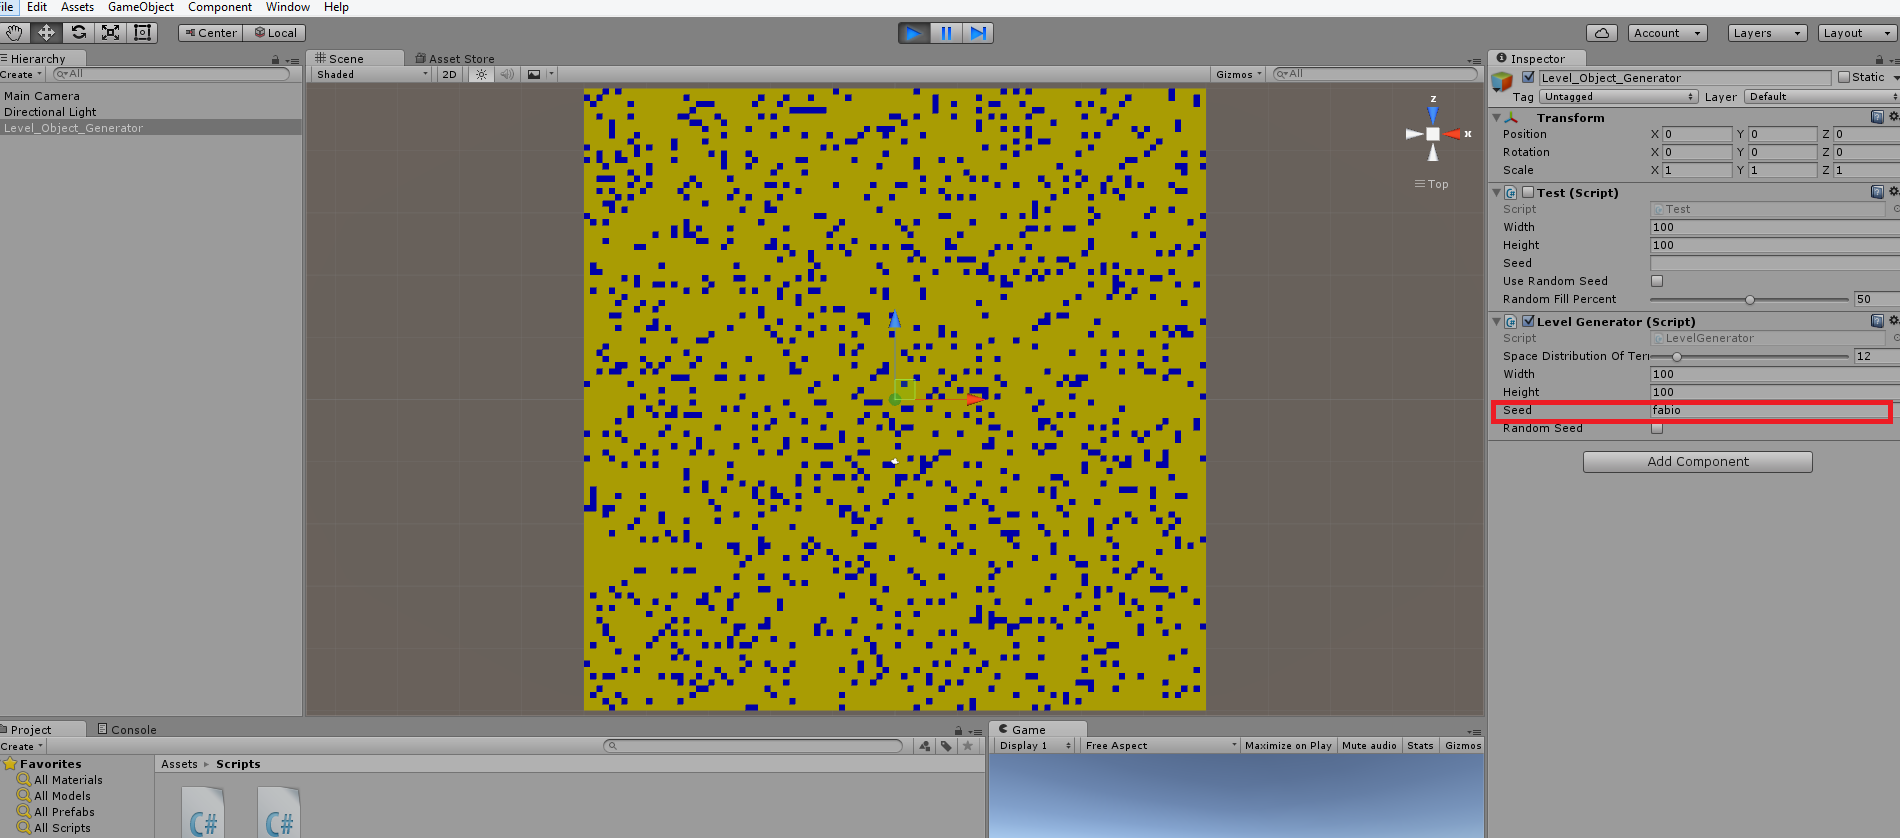 File Edit Assets GameObject Component Window Help
Center Local Account Layers Layout
Hierarchy
Create All
Main Camera
Directional Light
Level_Object_Generator
Scene Asset Store
Shaded 2D Gizmos All
z
x
Top
Inspector
Level_Object_Generator Static
Tag Untagged Layer Default
Transform
Position X 0 Y 0 Z 0
Rotation X 0 Y 0 Z 0
Scale X 1 Y 1 Z 1
Test (Script)
Script Test
Width 100
Height 100
Seed
Use Random Seed
Random Fill Percent 50
Level Generator (Script)
Script LevelGenerator
Space Distribution Of Terr 12
Width 100
Height 100
Seed fabio
Random Seed
Add Component
Project Console
Create
Favorites
All Materials
All Models
All Prefabs
All Scripts
Assets Scripts
C# C#
Game
Display 1 Free Aspect Maximize on Play Mute audio Stats Gizmos